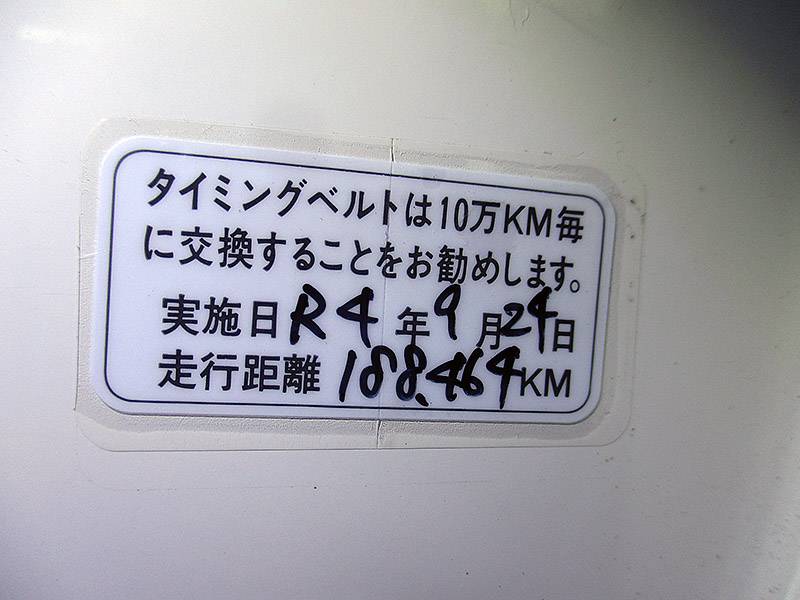 タイミングベルトは10万KM毎
に交換することをお勧めします。
実施日R4年9月24日
走行距離188,464KM